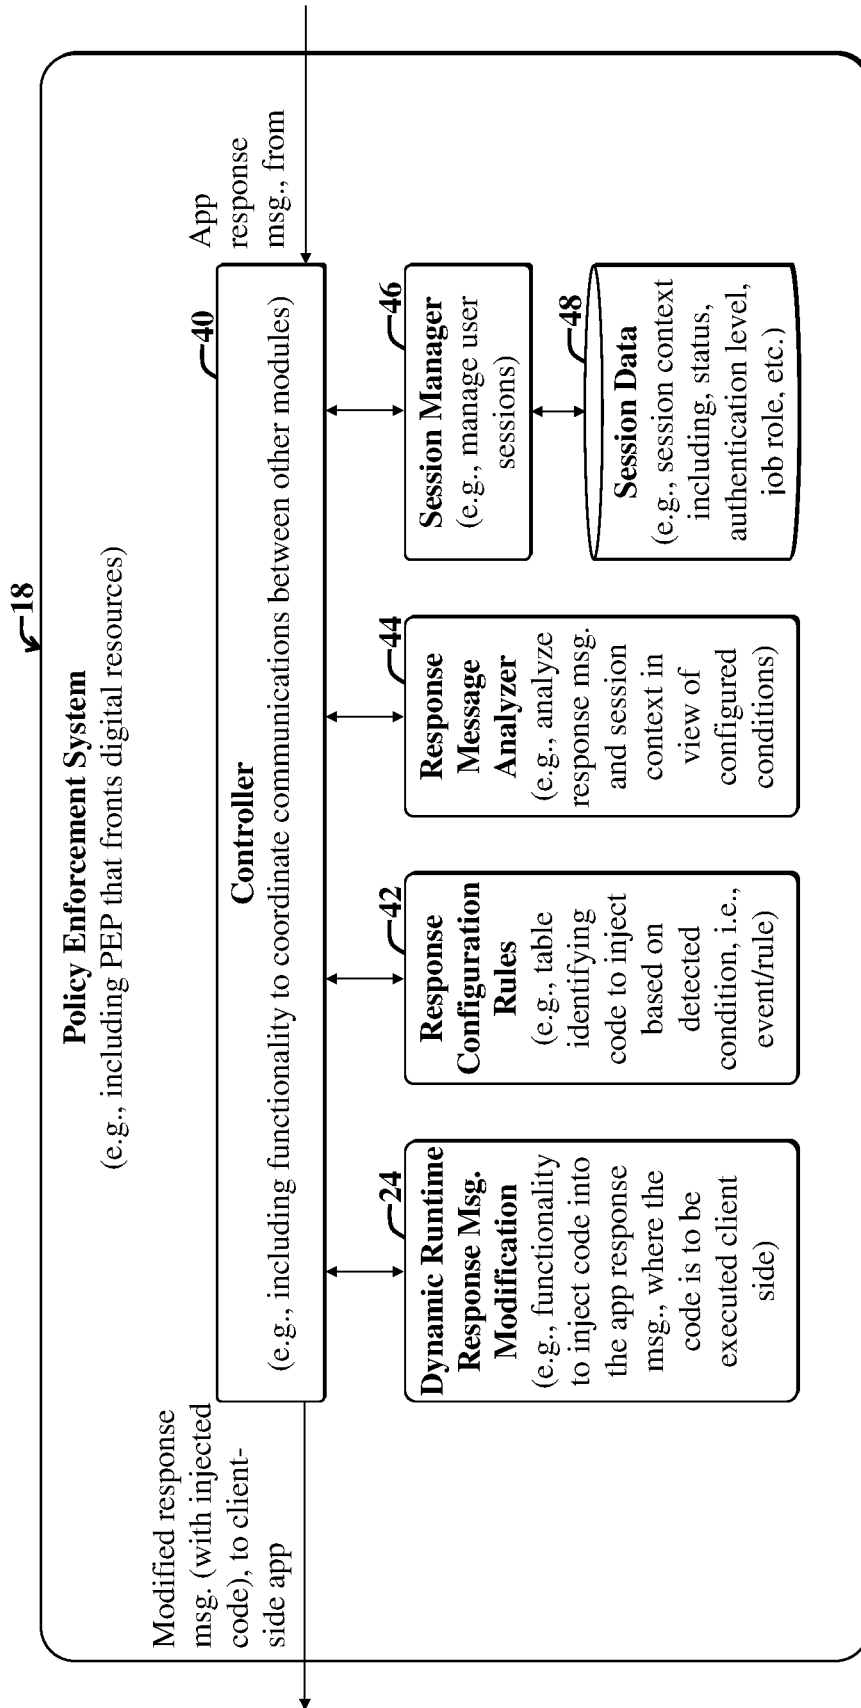 18
Policy Enforcement System
(e.g., including PEP that fronts digital resources)
Modified response
msg. (with injected
code), to client-
side app
App
response
msg., from
40
Controller
(e.g., including functionality to coordinate communications between other modules)
24
Dynamic Runtime
Response Msg.
Modification
(e.g., functionality
to inject code into
the app response
msg., where the
code is to be
executed client
side)
42
Response
Configuration
Rules
(e.g., table
identifying
code to inject
based on
detected
condition, i.e.,
event/rule)
44
Response
Message
Analyzer
(e.g., analyze
response msg.
and session
context in
view of
configured
conditions)
46
Session Manager
(e.g., manage user
sessions)
48
Session Data
(e.g., session context
including, status,
authentication level,
job role, etc.)